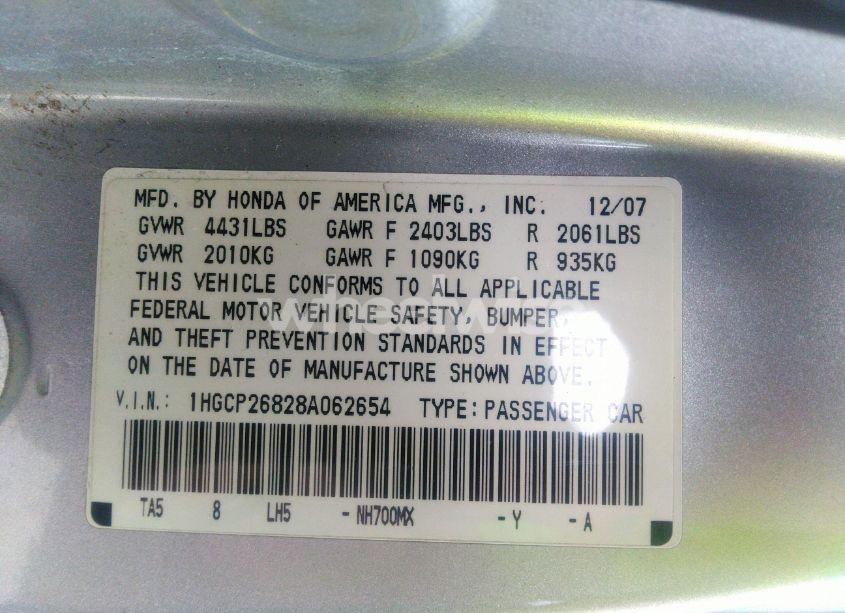 MFD. BY HONDA OF AMERICA MFG., INC. 12/07
GVWR 4431LBS GAWR F 2403LBS R 2061LBS
GVWR 2010KG GAWR F 1090KG R 935KG
THIS VEHICLE CONFORMS TO ALL APPLICABLE
FEDERAL MOTOR VEHICLE SAFETY, BUMPER,
AND THEFT PREVENTION STANDARDS IN EFFECT
ON THE DATE OF MANUFACTURE SHOWN ABOVE.
V.I.N.: 1HGCP26828A062654 TYPE: PASSENGER CAR
TA5 8 LH5 - NH700MX - Y - A